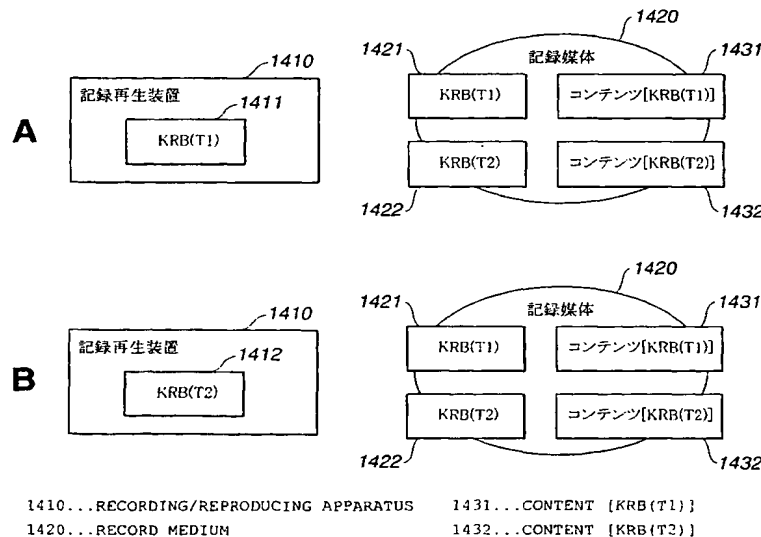 1410
記録再生装置
1411
KRB(T1)
A
1420
1421
1431
記録媒体
KRB(T1)
コンテンツ[KRB(T1)]
KRB(T2)
コンテンツ[KRB(T2)]
1422
1432
1410
記録再生装置
1412
KRB(T2)
B
1420
1421
1431
記録媒体
KRB(T1)
コンテンツ[KRB(T1)]
KRB(T2)
コンテンツ[KRB(T2)]
1422
1432
1410...RECORDING/REPRODUCING APPARATUS 1431...CONTENT [KRB(T1)]
1420...RECORD MEDIUM 1432...CONTENT [KRB(T2)]